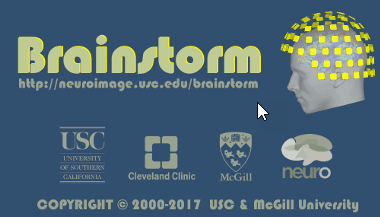 Brainstorm
http://neuroimage.usc.edu/brainstorm
USC
UNIVERSITY
OF SOUTHERN
CALIFORNIA
Cleveland Clinic
McGill
neuro
COPYRIGHT © 2000-2017 USC & McGill University